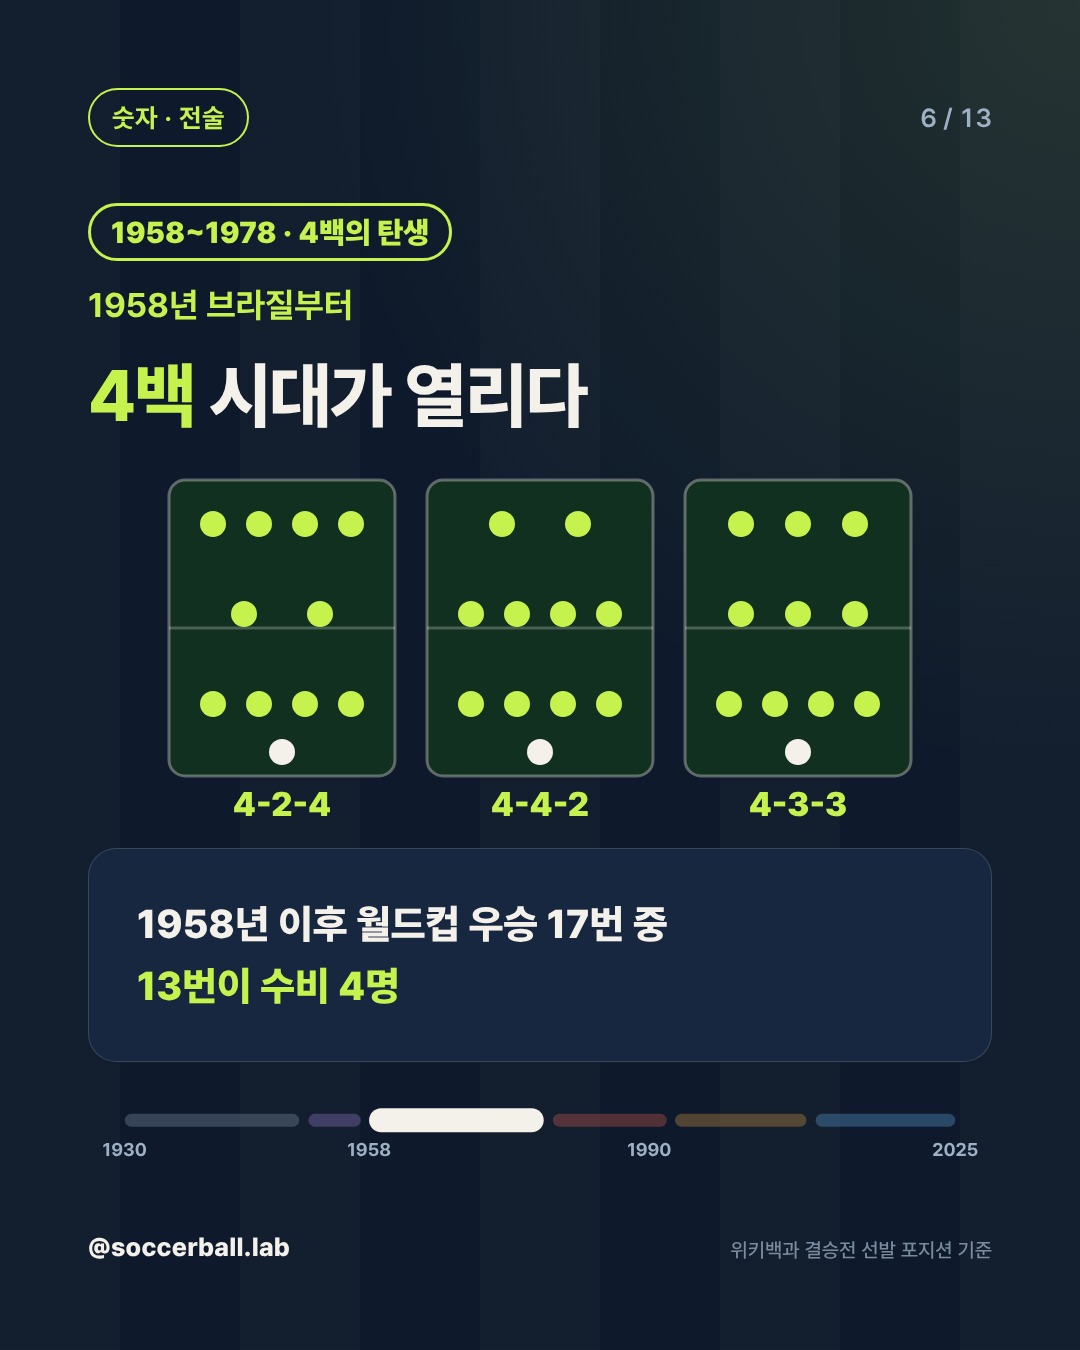 숫자 · 전술
6 / 13
1958~1978 · 4백의 탄생
1958년 브라질부터
4백 시대가 열리다
4-2-4
4-4-2
4-3-3
1958년 이후 월드컵 우승 17번 중
13번이 수비 4명
1930
1958
1990
2025
@soccerball.lab
위키백과 결승전 선발 포지션 기준